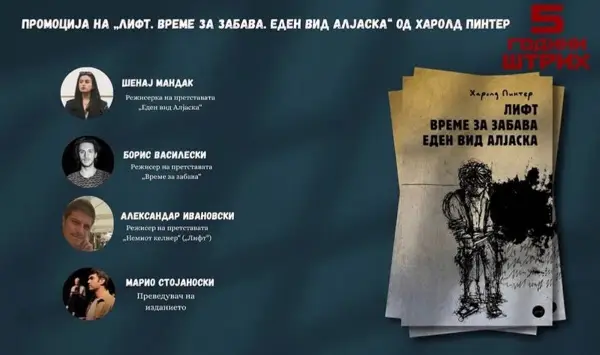 ПРОМОЦИЈА НА „ЛИФТ. ВРЕМЕ ЗА ЗАБАВА. ЕДЕН ВИД АЛЈАСКА“ ОД ХАРОЛД ПИНТЕР
5
ГОДИНИ
ШТРИХ
ШЕНАЈ МАНДАК
Режисерка на претставата
„Еден вид Алјаска“
БОРИС ВАСИЛЕСКИ
Режисер на претставата
„Време за забава“
АЛЕКСАНДАР ИВАНОВСКИ
Режисер на претставата
„Немиот келнер“ („Лифт“)
МАРИО СТОЈАНОСКИ
Преведувач на
изданието
Харолд Пинтер
ЛИФТ
ВРЕМЕ ЗА ЗАБАВА
ЕДЕН ВИД АЛЈАСКА